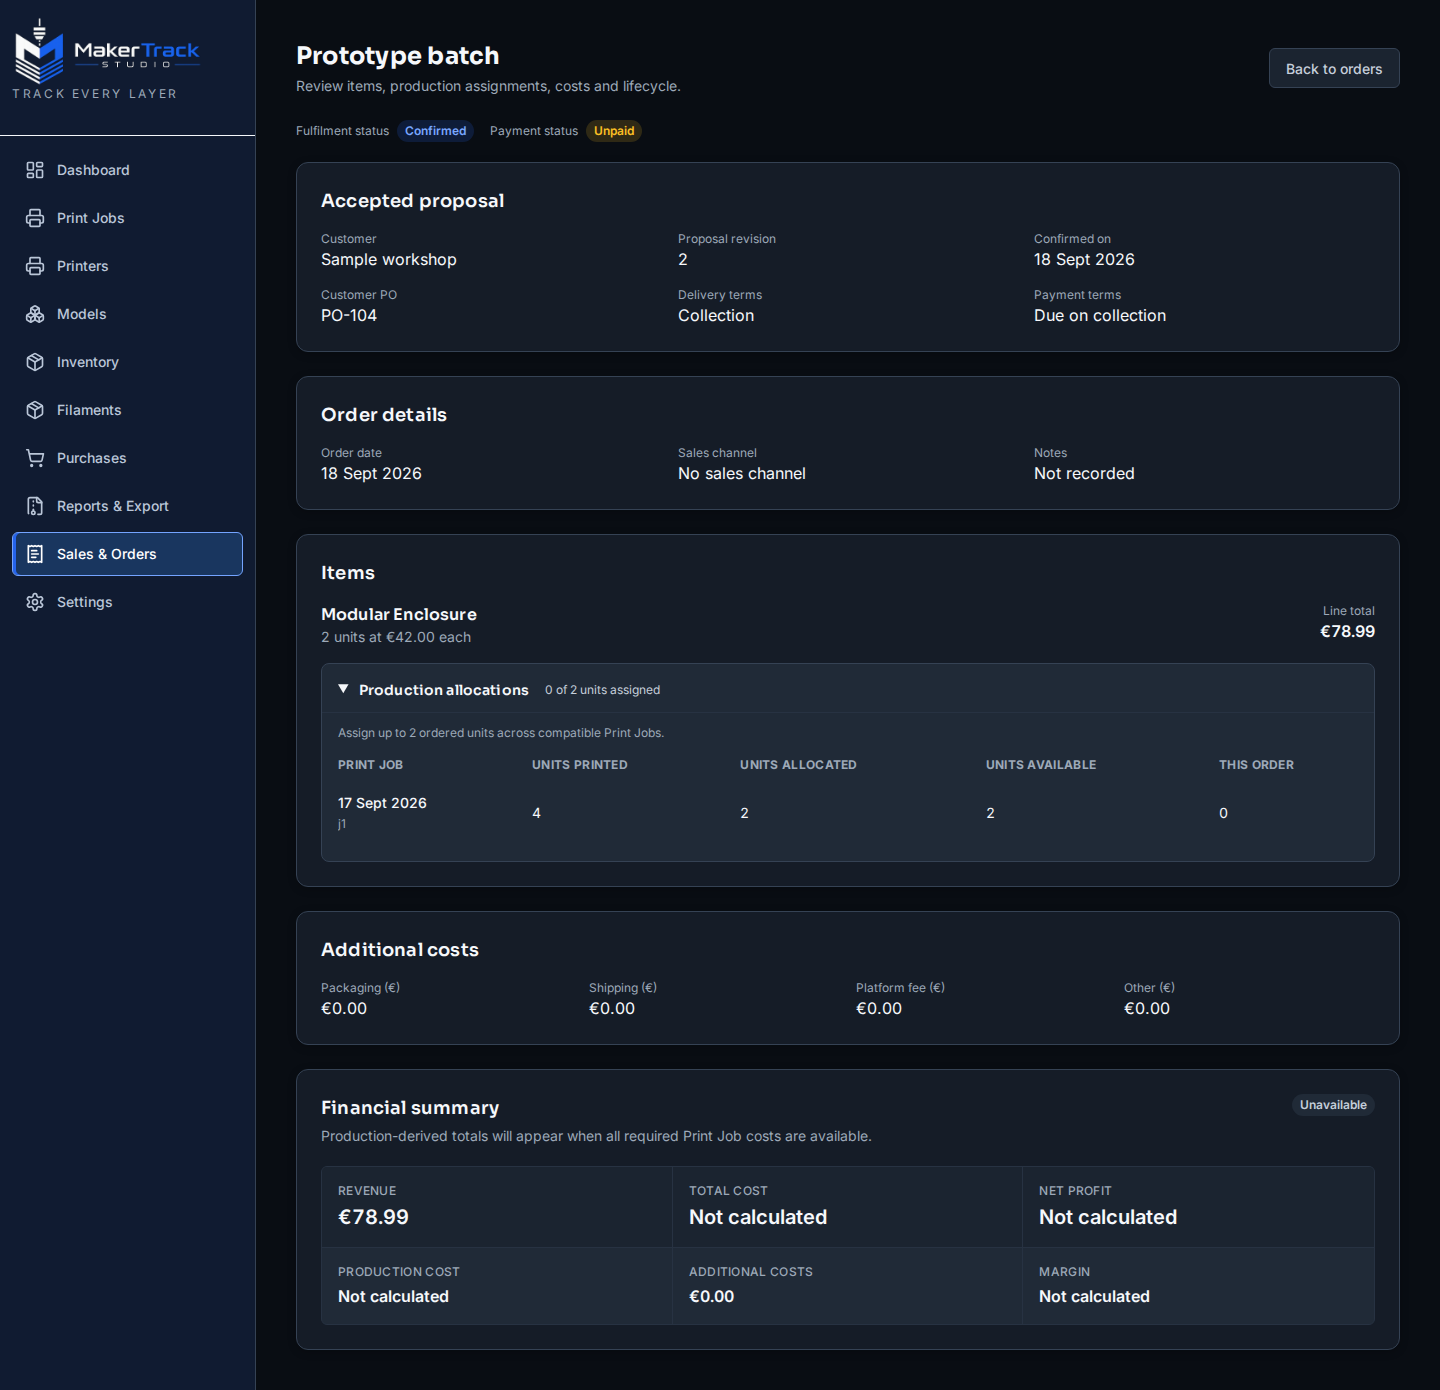 MakerTrack
STUDIO
TRACK EVERY LAYER
Dashboard
Print Jobs
Printers
Models
Inventory
Filaments
Purchases
Reports & Export
Sales & Orders
Settings
Prototype batch
Review items, production assignments, costs and lifecycle.
Back to orders
Fulfilment status Confirmed Payment status Unpaid
Accepted proposal
Customer Proposal revision Confirmed on
Sample workshop 2 18 Sept 2026
Customer PO Delivery terms Payment terms
PO-104 Collection Due on collection
Order details
Order date Sales channel Notes
18 Sept 2026 No sales channel Not recorded
Items
Modular Enclosure Line total
2 units at €42.00 each €78.99
▼ Production allocations 0 of 2 units assigned
Assign up to 2 ordered units across compatible Print Jobs.
PRINT JOB UNITS PRINTED UNITS ALLOCATED UNITS AVAILABLE THIS ORDER
17 Sept 2026 4 2 2 0
j1
Additional costs
Packaging (€) Shipping (€) Platform fee (€) Other (€)
€0.00 €0.00 €0.00 €0.00
Financial summary Unavailable
Production-derived totals will appear when all required Print Job costs are available.
REVENUE TOTAL COST NET PROFIT
€78.99 Not calculated Not calculated
PRODUCTION COST ADDITIONAL COSTS MARGIN
Not calculated €0.00 Not calculated